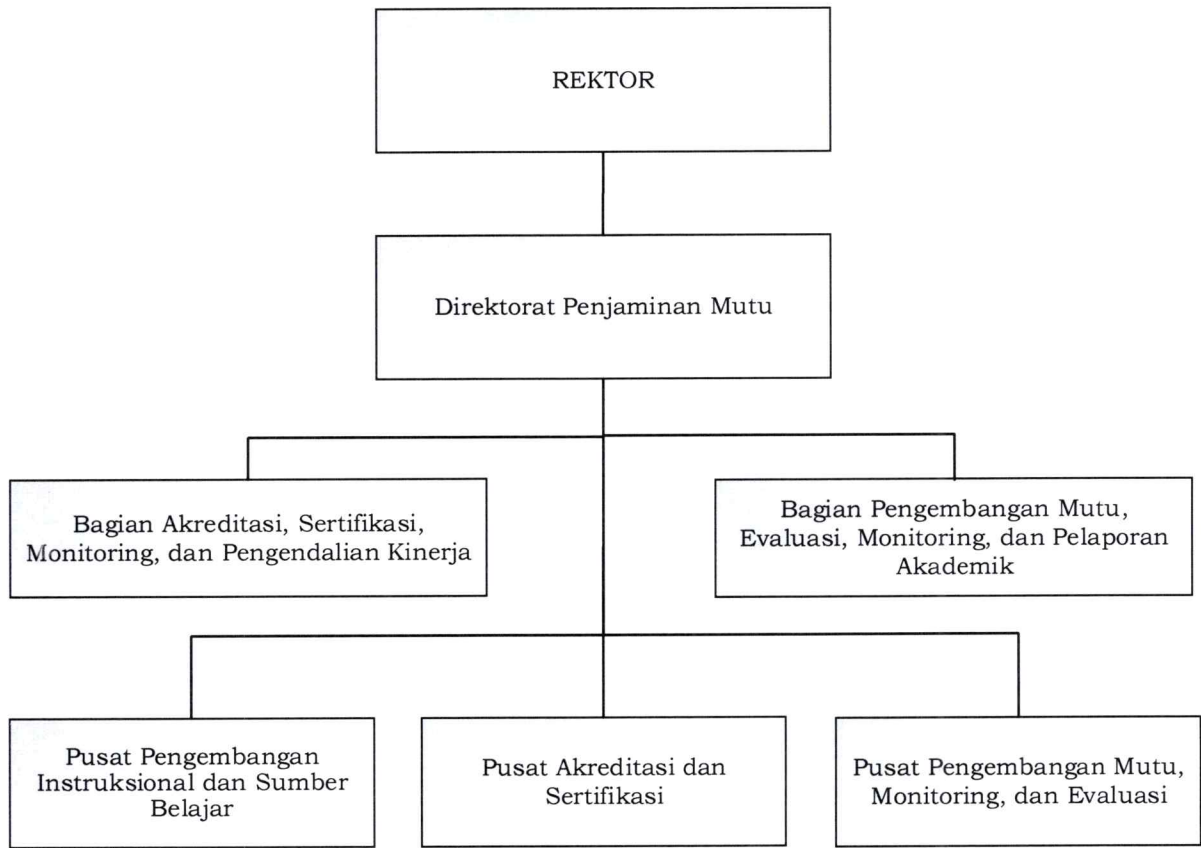 REKTOR
Direktorat Penjaminan Mutu
Bagian Akreditasi, Sertifikasi,
Monitoring, dan Pengendalian Kinerja
Bagian Pengembangan Mutu,
Evaluasi, Monitoring, dan Pelaporan
Akademik
Pusat Pengembangan
Instruksional dan Sumber
Belajar
Pusat Akreditasi dan
Sertifikasi
Pusat Pengembangan Mutu,
Monitoring, dan Evaluasi